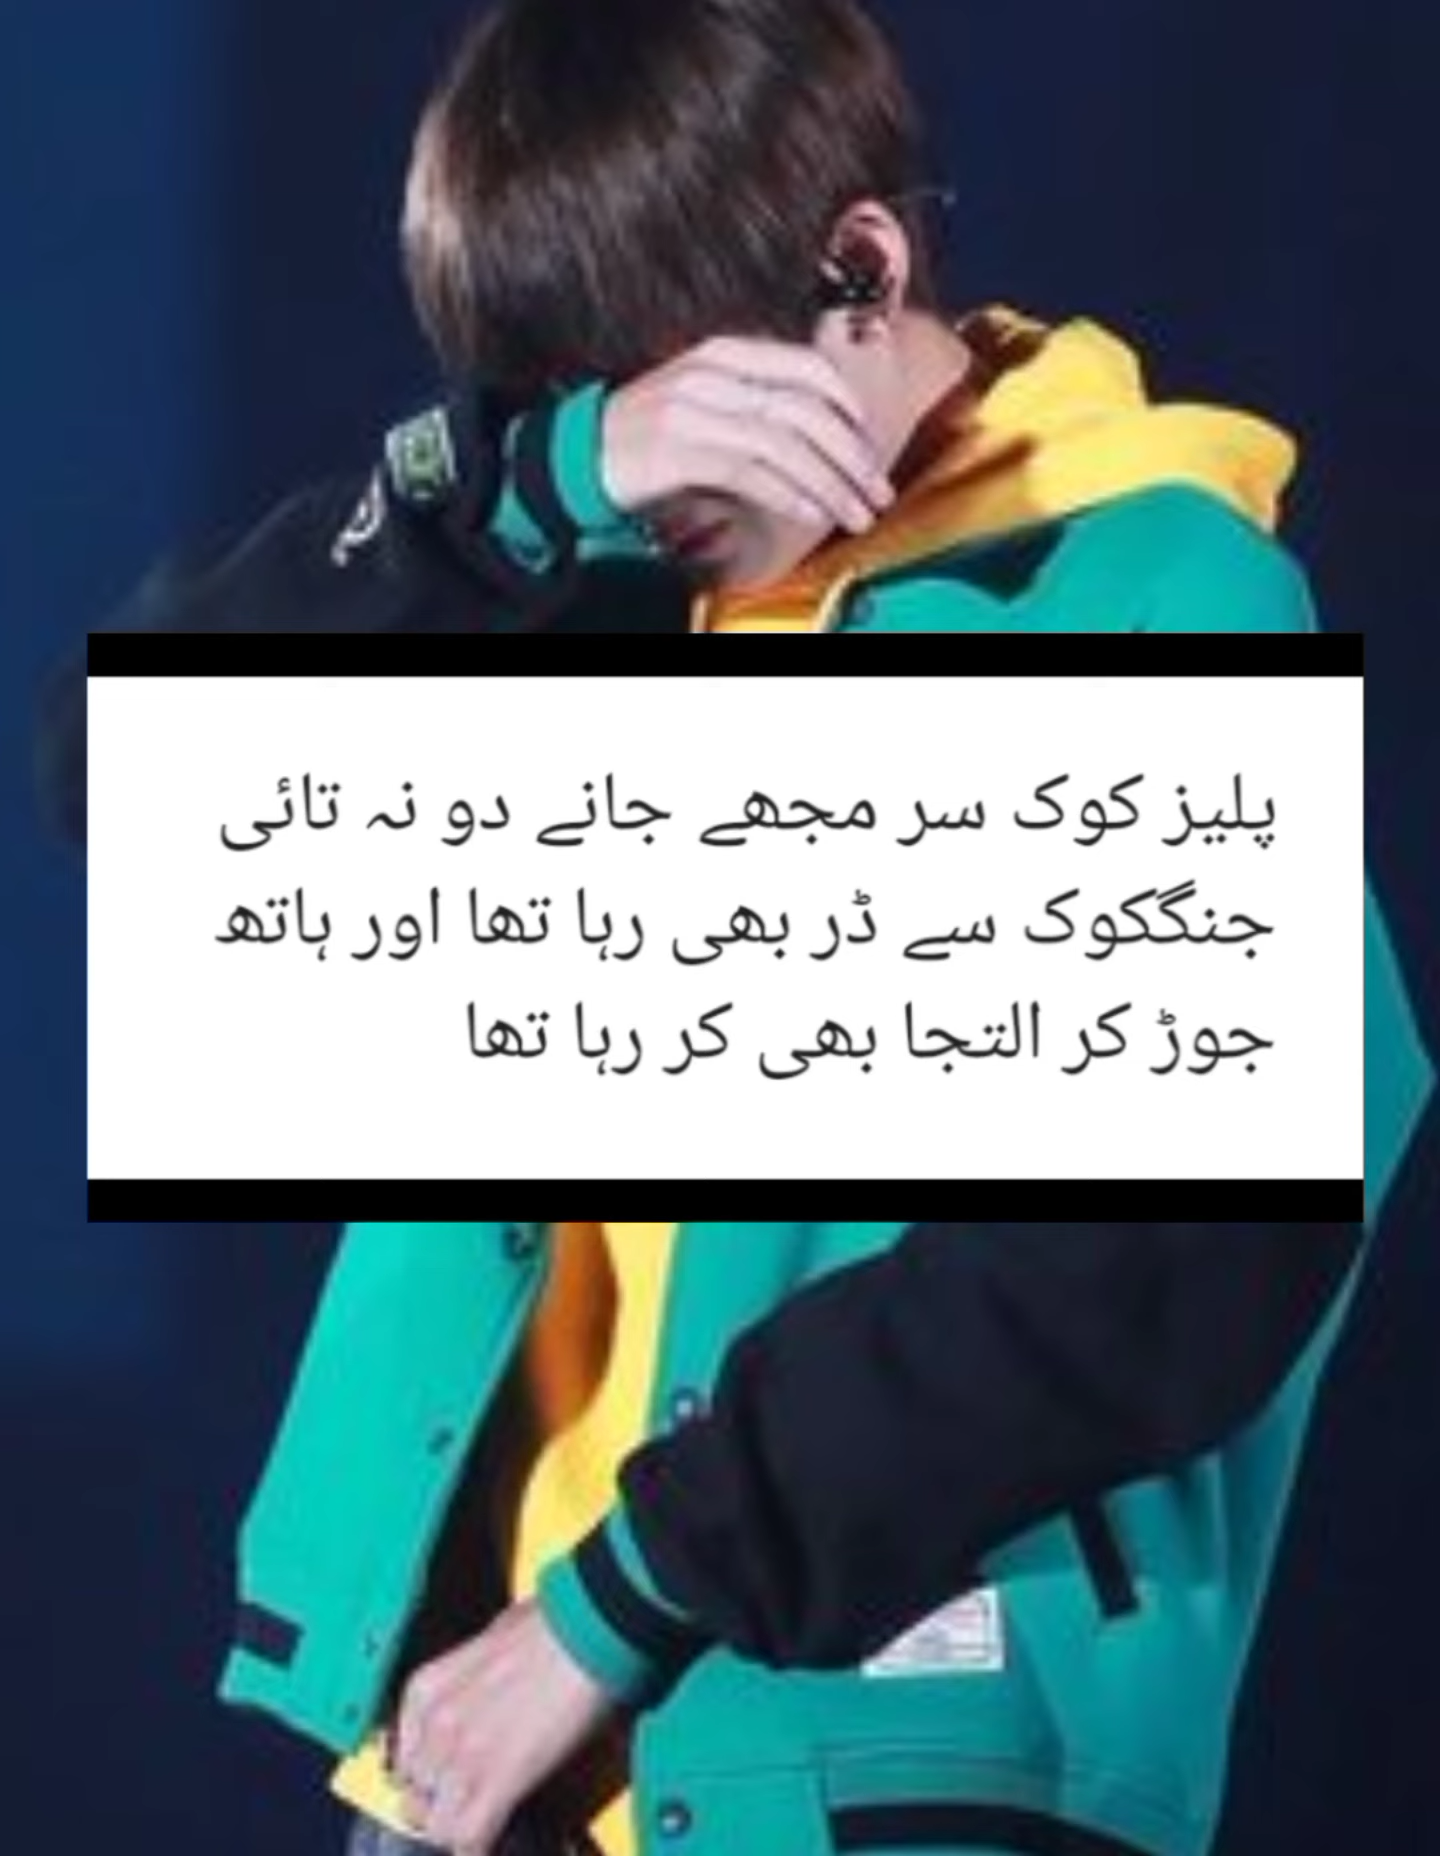 پلیز کوک سر مجھے جانے دو نہ تائی
جنگکوک سے ڈر بھی رہا تھا اور ہاتھ
جوڑ کر التجا بھی کر رہا تھا